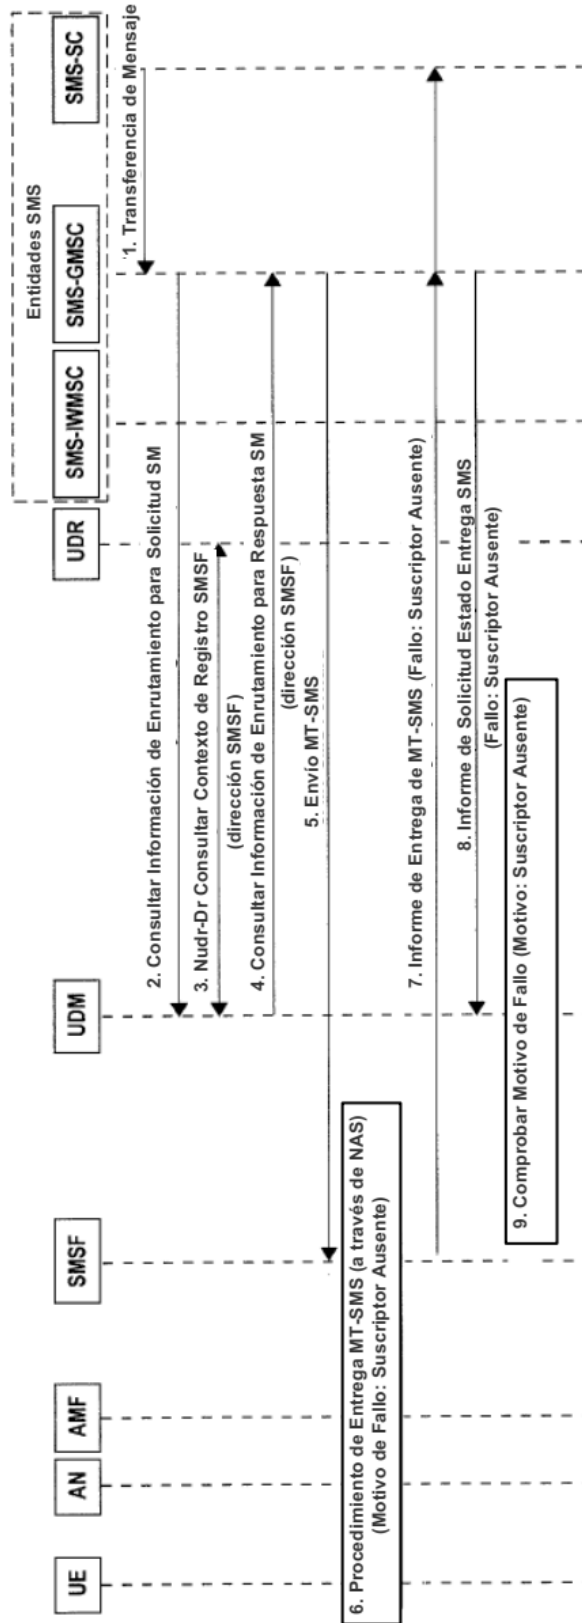 Entidades SMS
UE
AN
AMF
SMSF
UDM
UDR
SMS-IWMSC
SMS-GMSC
SMS-SC
'1. Transferencia de Mensaje
2. Consultar Información de Enrutamiento para Solicitud SM
3. Nudr-Dr Consultar Contexto de Registro SMSF
(dirección SMSF)
4. Consultar Información de Enrutamiento para Respuesta SM
(dirección SMSF)
5. Envío MT-SMS
6. Procedimiento de Entrega MT-SMS (a través de NAS)
(Motivo de Fallo: Suscriptor Ausente)
7. Informe de Entrega de MT-SMS (Fallo: Suscriptor Ausente)
8. Informe de Solicitud Estado Entrega SMS
(Fallo: Suscriptor Ausente)
9. Comprobar Motivo de Fallo (Motivo: Suscriptor Ausente)